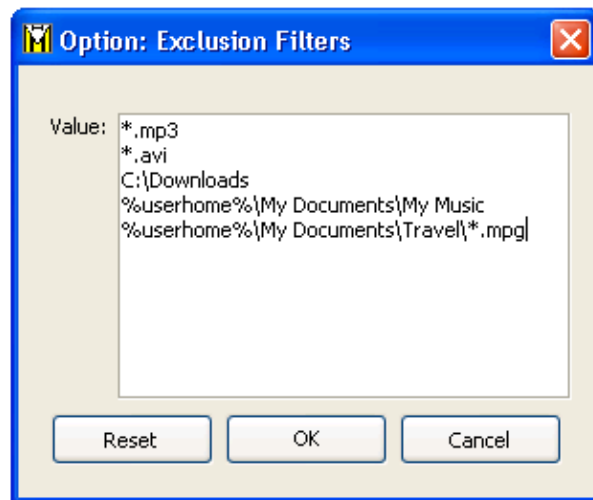 Option: Exclusion Filters
Value:
*.mp3
*.avi
C:\Downloads
%userhome%\My Documents\My Music
%userhome%\My Documents\Travel\*.mpg
Reset
OK
Cancel